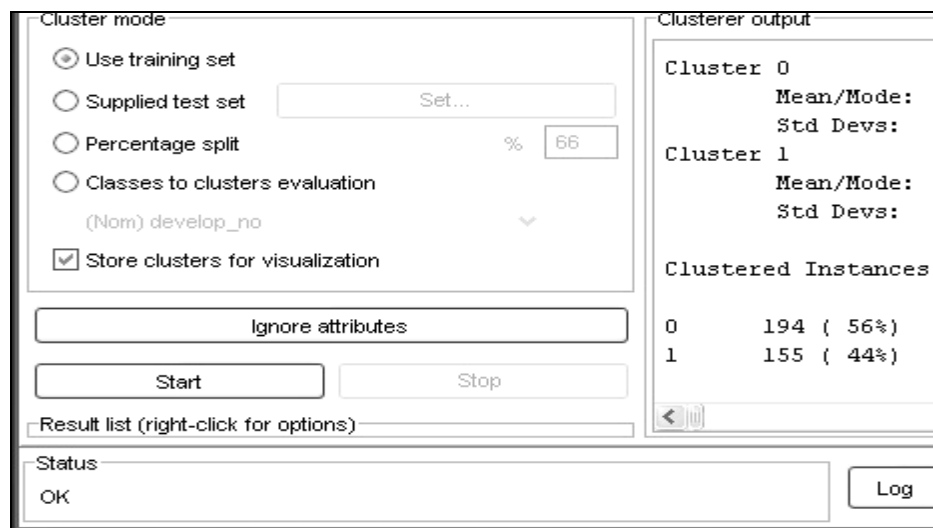 Cluster mode
Use training set
Supplied test set
Set...
Percentage split
%
66
Classes to clusters evaluation
(Nom) develop_no
Store clusters for visualization
Ignore attributes
Start
Stop
Result list (right-click for options)
Clusterer output
Cluster 0
Mean/Mode:
Std Devs:
Cluster 1
Mean/Mode:
Std Devs:
Clustered Instances
0 194 ( 56%)
1 155 ( 44%)
Status
OK
Log